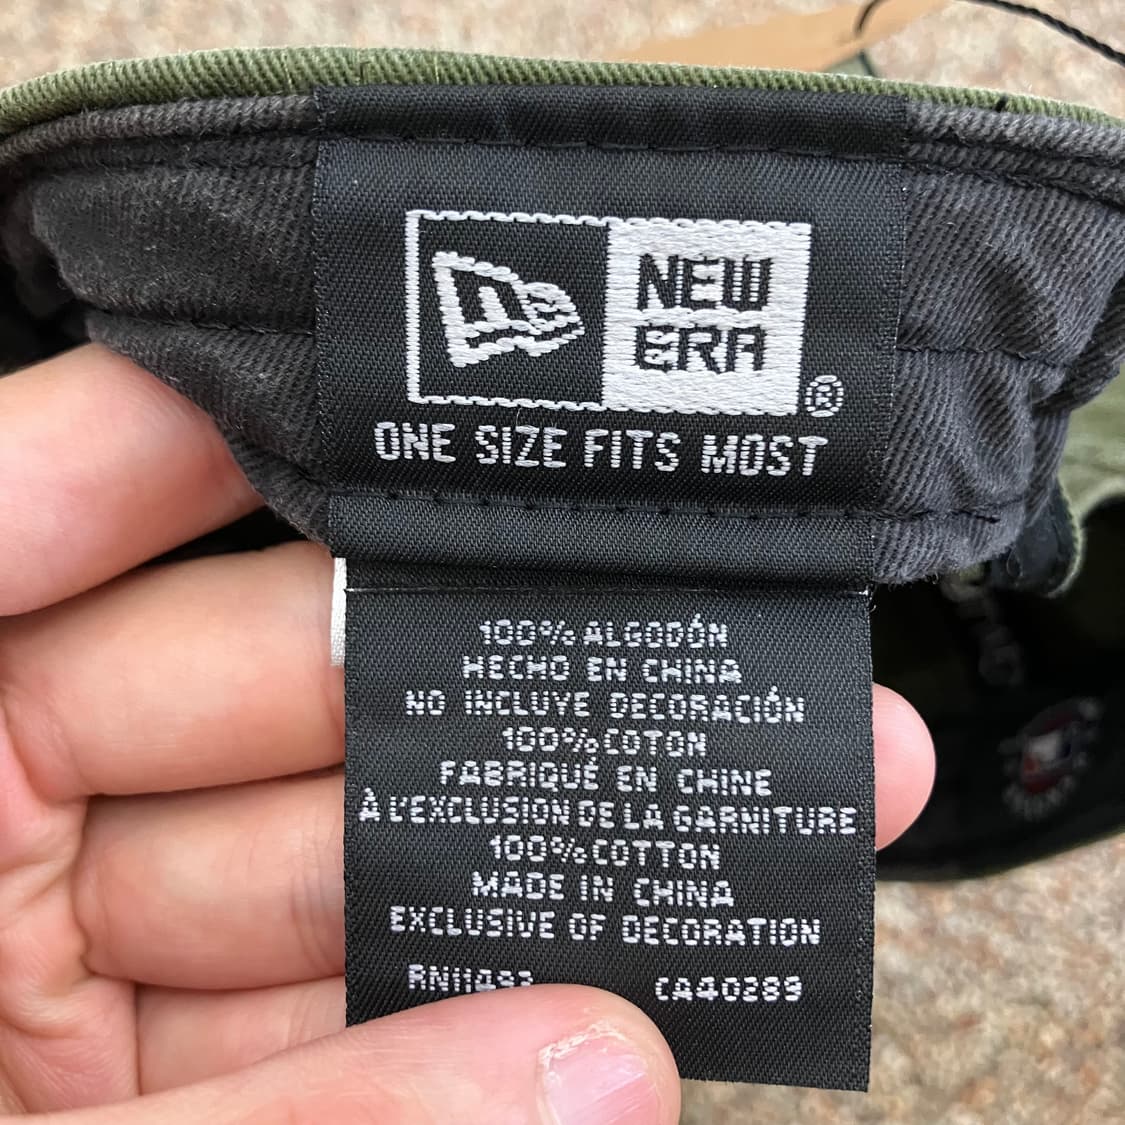 NEW
ERA
®
ONE SIZE FITS MOST
100% ALGODÓN
HECHO EN CHINA
NO INCLUYE DECORACIÓN
100% COTON
FABRIQUÉ EN CHINE
À L'EXCLUSION DE LA GARNITURE
100% COTTON
MADE IN CHINA
EXCLUSIVE OF DECORATION
CA40289